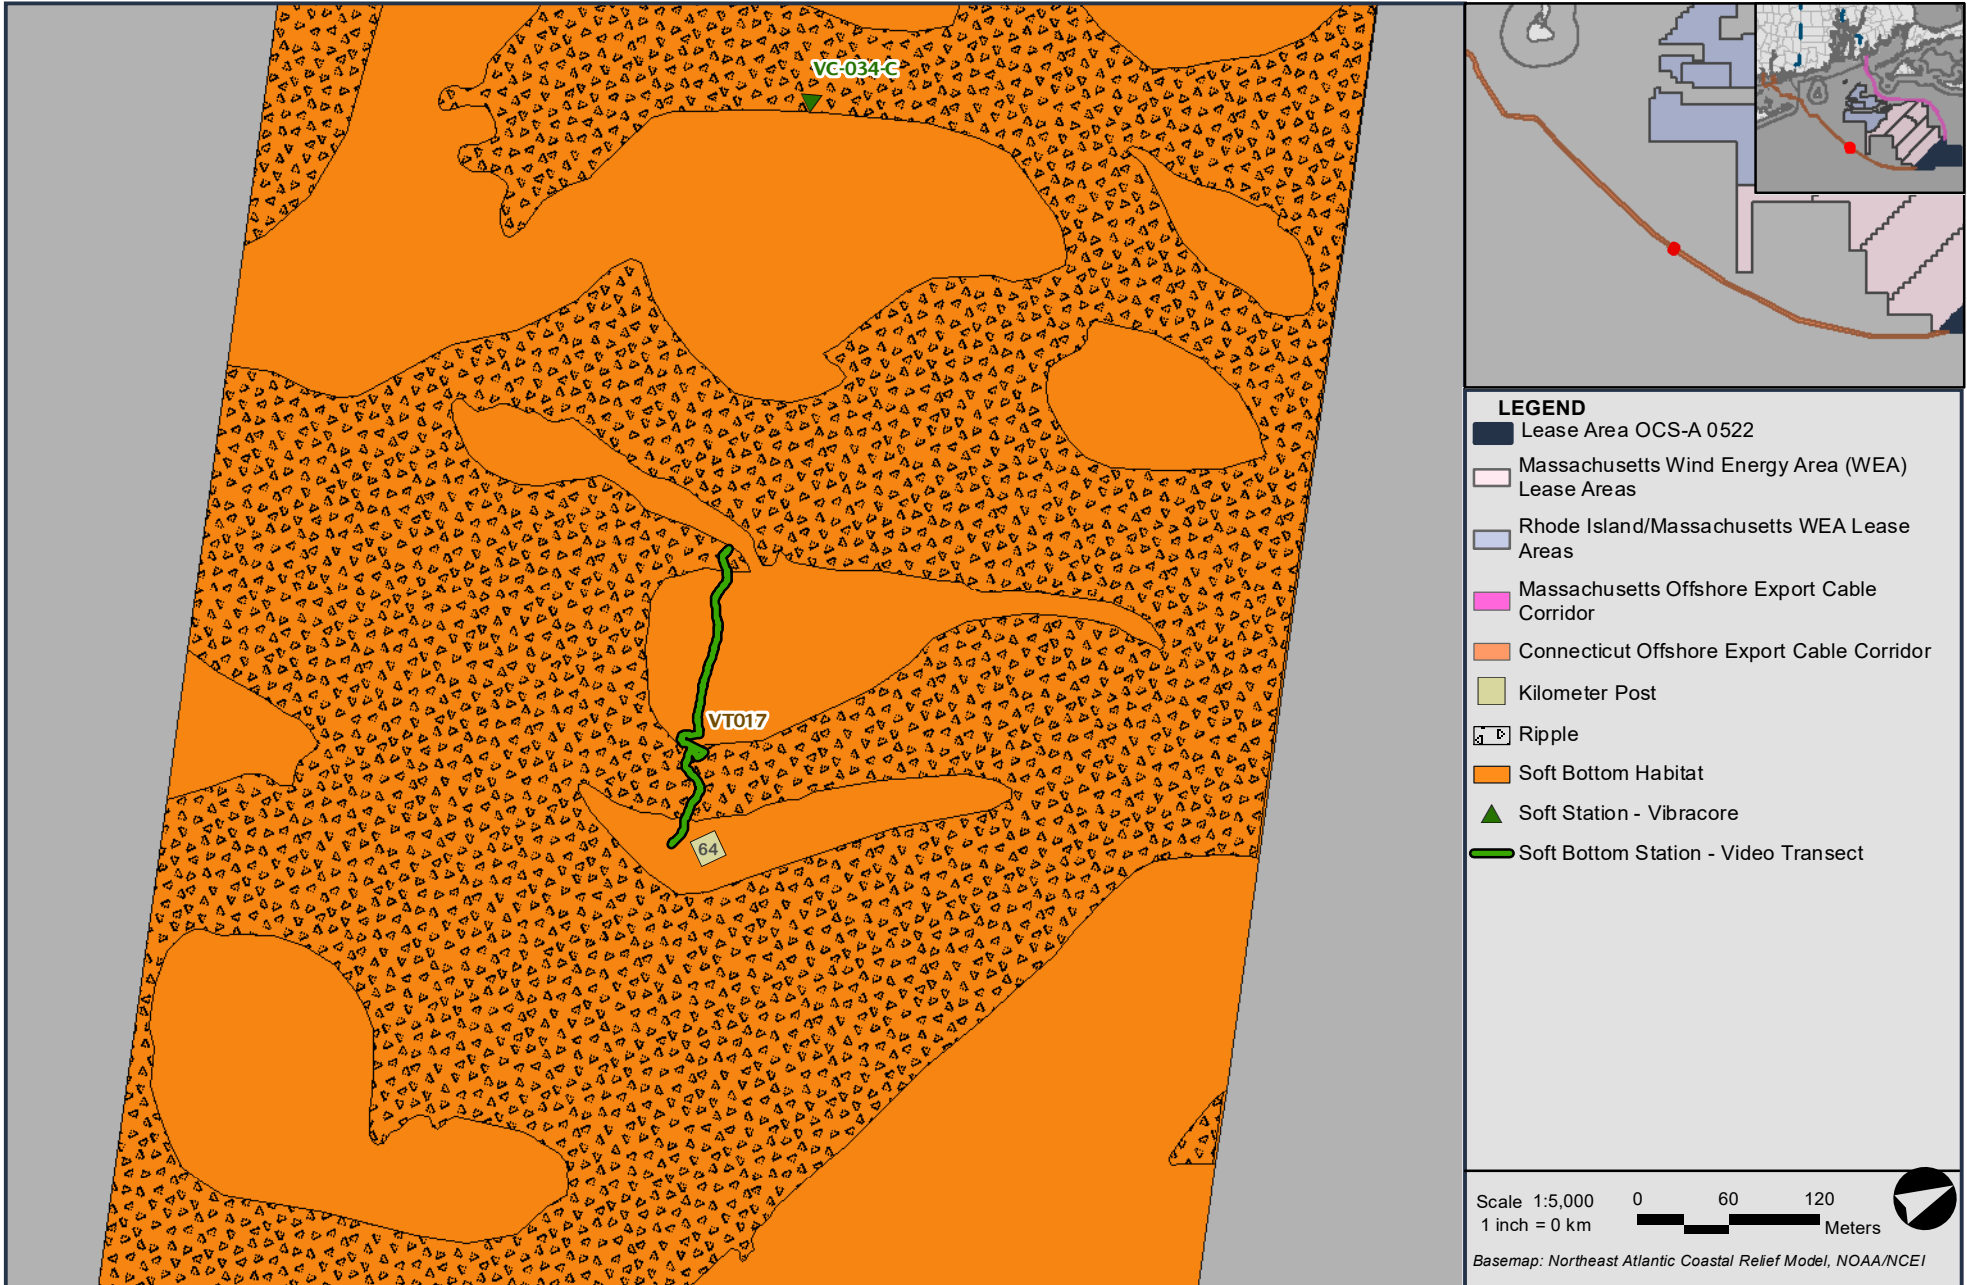 VC-034-C
VT017
64
LEGEND
Lease Area OCS-A 0522
Massachusetts Wind Energy Area (WEA)
Lease Areas
Rhode Island/Massachusetts WEA Lease
Areas
Massachusetts Offshore Export Cable
Corridor
Connecticut Offshore Export Cable Corridor
Kilometer Post
Ripple
Soft Bottom Habitat
Soft Station - Vibracore
Soft Bottom Station - Video Transect
Scale 1:5,000
1 inch = 0 km
0 60 120
Meters
Basemap: Northeast Atlantic Coastal Relief Model, NOAA/NCEI